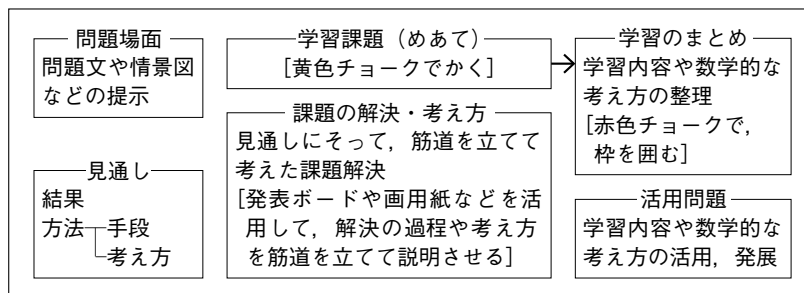 問題場面
問題文や情景図
などの提示
見通し
結果
方法 手段
考え方
学習課題（めあて）
[黄色チョークでかく]
課題の解決・考え方
見通しにそって，筋道を立てて
考えた課題解決
[発表ボードや画用紙などを活
用して，解決の過程や考え方
を筋道を立てて説明させる]
学習のまとめ
学習内容や数学的な
考え方の整理
[赤色チョークで，
枠を囲む]
活用問題
学習内容や数学的な
考え方の活用，発展